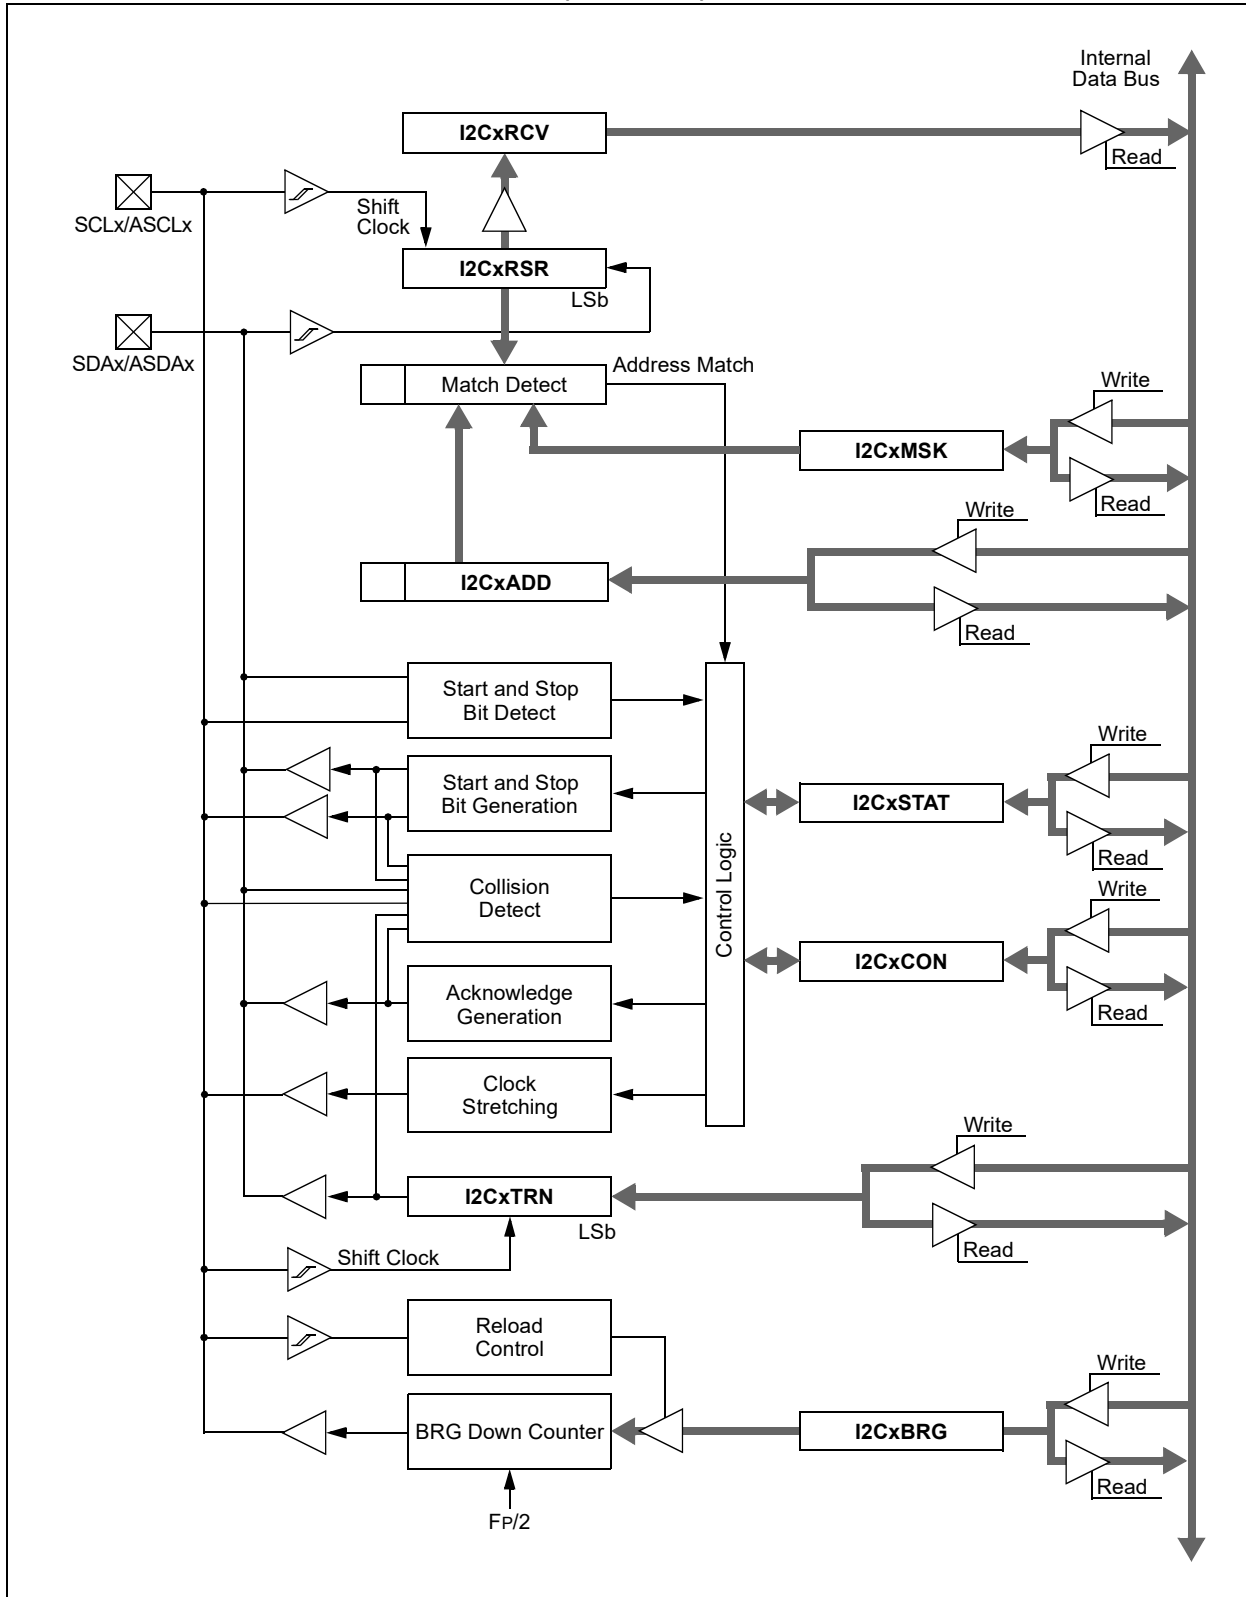 Internal
Data Bus
I2CxRCV
Read
SCLx/ASCLx
Shift
Clock
I2CxRSR
LSb
SDAx/ASDAx
Address Match
Match Detect
Write
I2CxMSK
Read
Write
I2CxADD
Read
Start and Stop
Bit Detect
Write
Start and Stop
Bit Generation
I2CxSTAT
Read
Control Logic
Collision
Detect
Write
I2CxCON
Acknowledge
Generation
Read
Clock
Stretching
Write
I2CxTRN
LSb
Read
Shift Clock
Reload
Control
Write
BRG Down Counter
I2CxBRG
Read
FP/2